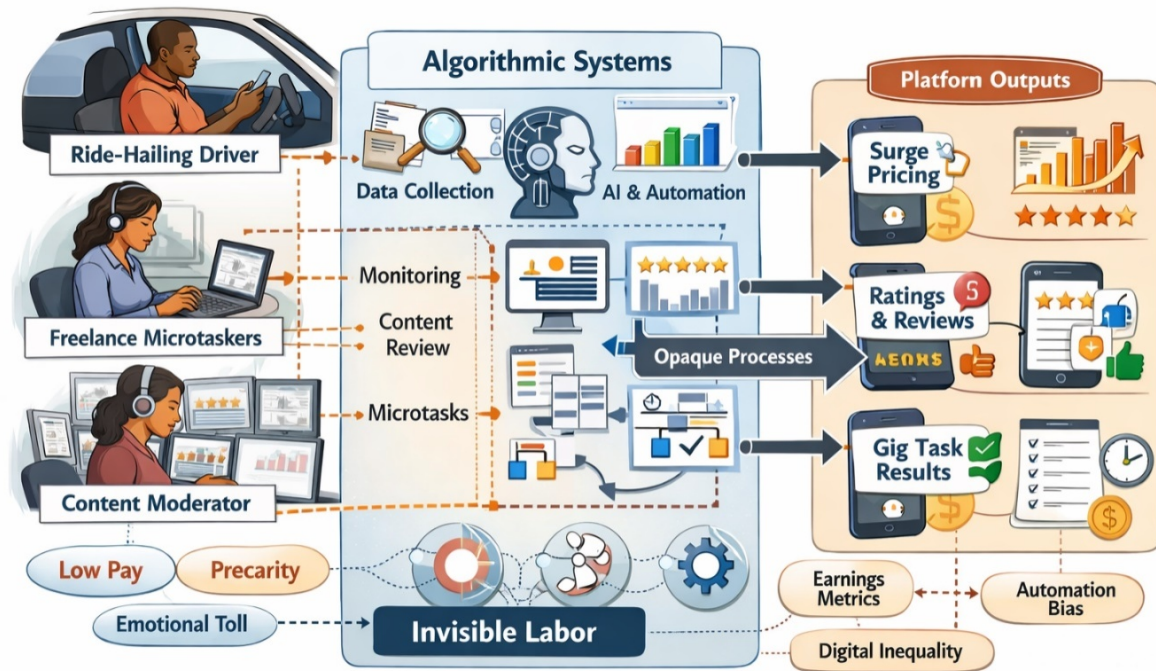 Algorithmic Systems
Platforn Outputs
Ride-Hailing Driver
Data Collection
AI & Automation
Surge
Pricing
Freelance Microtaskers
Monitoring
Content
Review
Microtasks
Opaque Processes
Ratings
& Reviews
5
Content Moderator
Gig Task
Results
$
$
$
Low Pay
Precarity
Emotional Toll
Invisible Labor
Earnings
Metrics
Automation
Bias
Digital Inequality